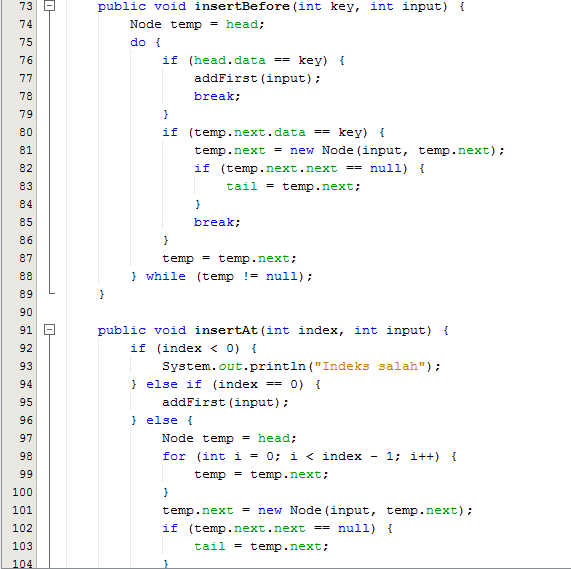 73 public void insertBefore(int key, int input) {
74 Node temp = head;
75 do {
76 if (head.data == key) {
77 addFirst(input);
78 break;
79 }
80 if (temp.next.data == key) {
81 temp.next = new Node(input, temp.next);
82 if (temp.next.next == null) {
83 tail = temp.next;
84 }
85 break;
86 }
87 temp = temp.next;
88 } while (temp != null);
89 }
90
91 public void insertAt(int index, int input) {
92 if (index < 0) {
93 System.out.println("Indeks salah");
94 } else if (index == 0) {
95 addFirst(input);
96 } else {
97 Node temp = head;
98 for (int i = 0; i < index - 1; i++) {
99 temp = temp.next;
100 }
101 temp.next = new Node(input, temp.next);
102 if (temp.next.next == null) {
103 tail = temp.next;
104 }